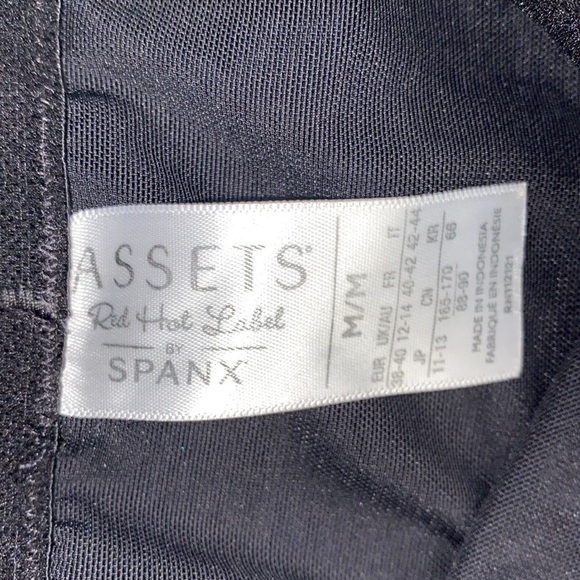 ASSETS®
Red Hot Label
BY
SPANX®
M/M
EUR UK/AU FR IT
38-40 12-14 40-42 42-44
JP CN KR
11-13 165-170 66
88-90
MADE IN INDONESIA
FABRIQUÉ EN INDONÉSIE
RN112121